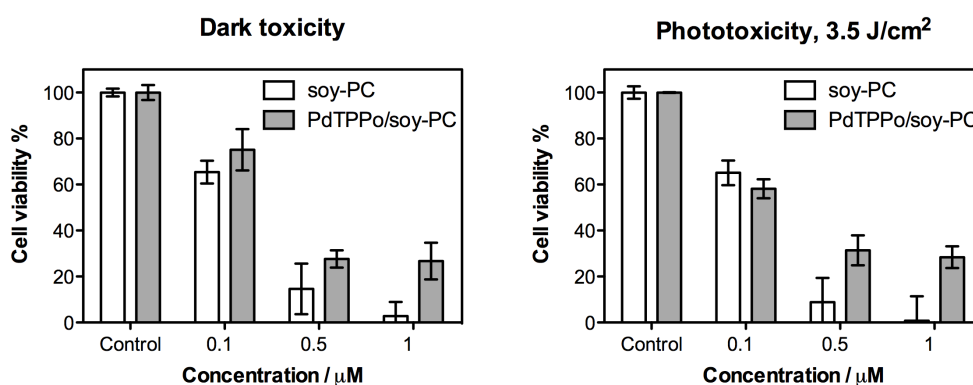 Dark toxicity
Cell viability %
100
80
60
40
20
0
soy-PC
PdTPPo/soy-PC
Control 0.1 0.5 1
Concentration / μM
Phototoxicity, 3.5 J/cm²
Cell viability %
100
80
60
40
20
0
soy-PC
PdTPPo/soy-PC
Control 0.1 0.5 1
Concentration / μM